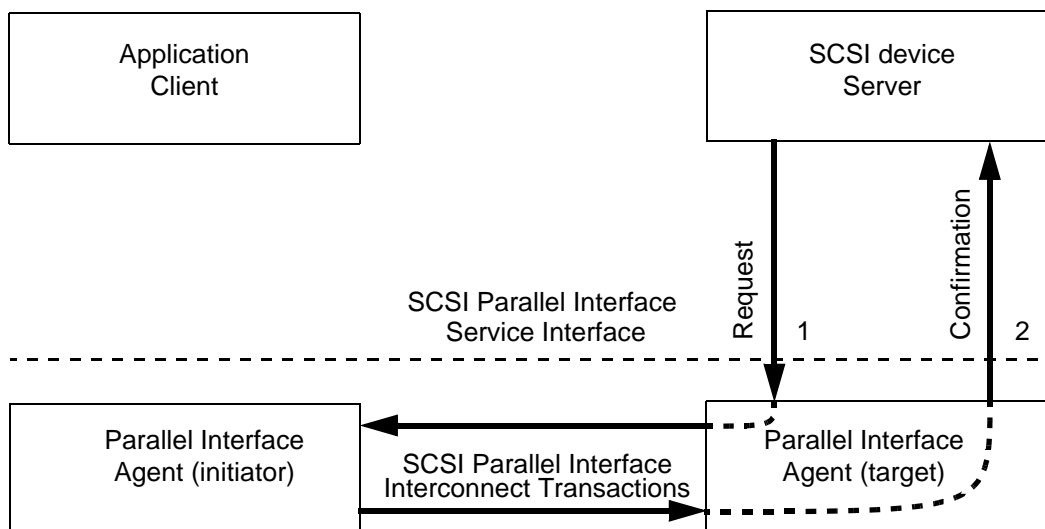 Application
Client
SCSI device
Server
SCSI Parallel Interface
Service Interface
Request
1
Confirmation
2
Parallel Interface
Agent (initiator)
SCSI Parallel Interface
Interconnect Transactions
Parallel Interface
Agent (target)